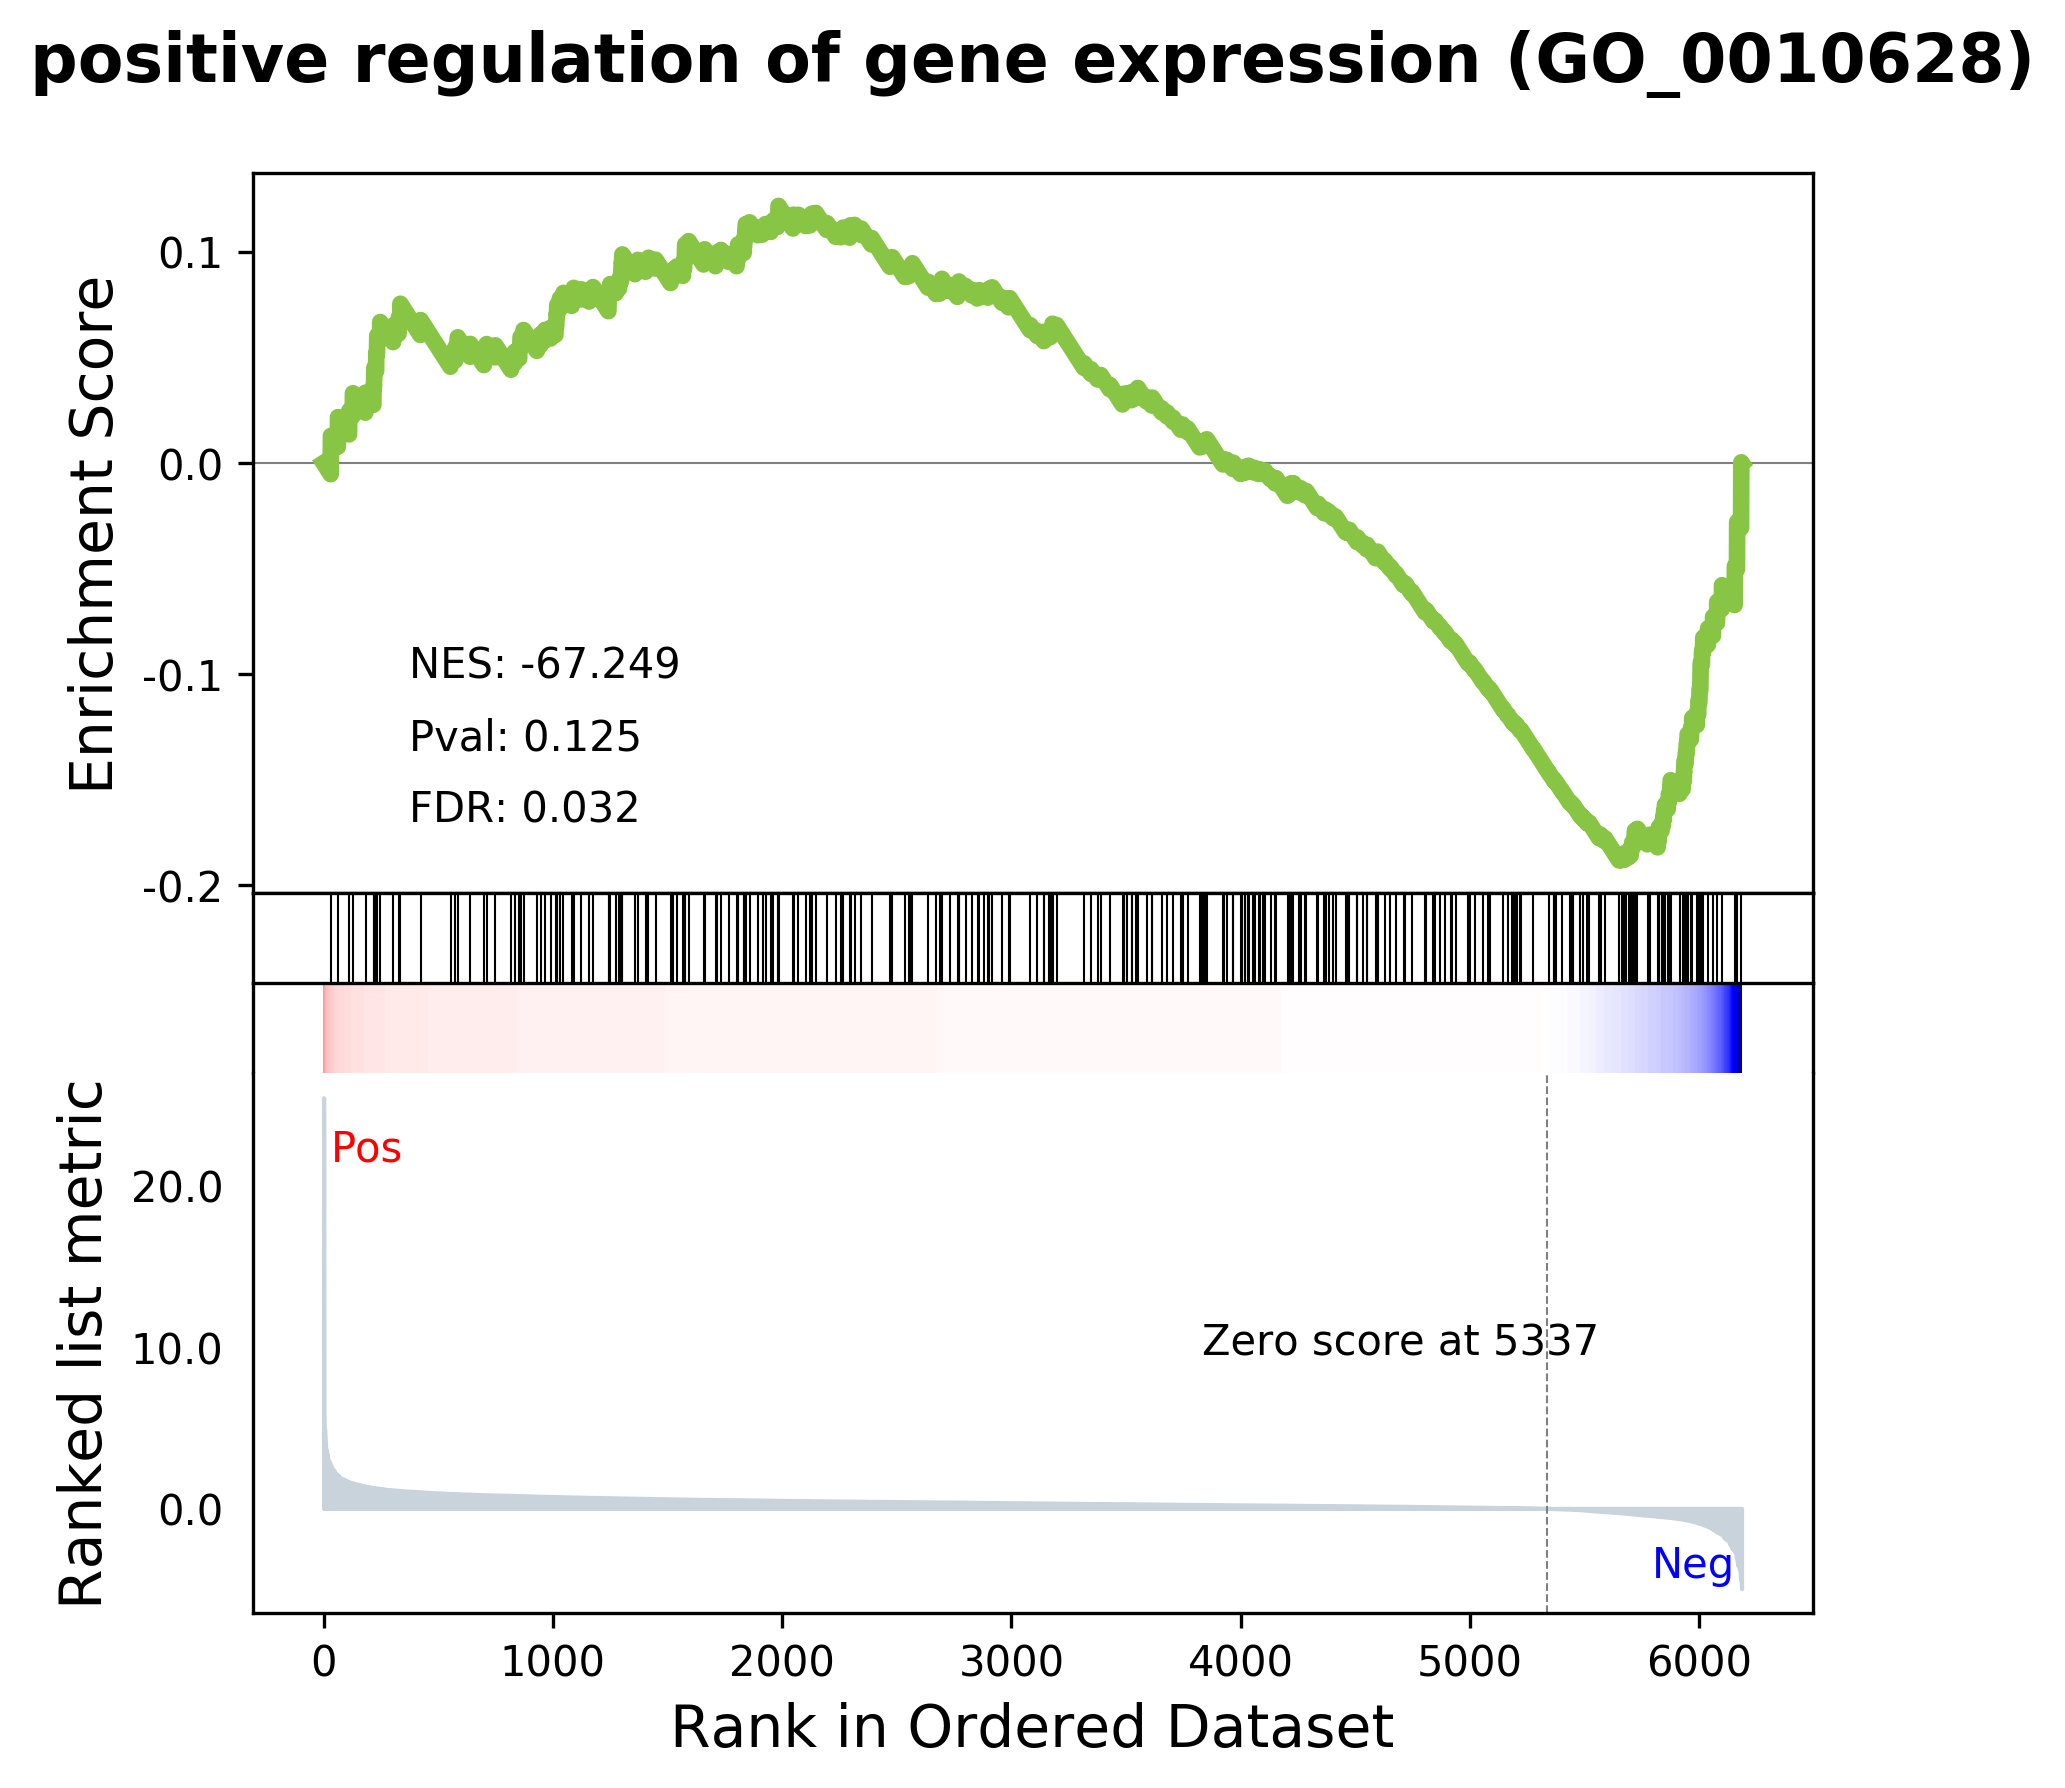 positive regulation of gene expression (GO_0010628)
Enrichment Score
0.1
0.0
-0.1
-0.2
NES: -67.249
Pval: 0.125
FDR: 0.032
Ranked list metric
20.0
10.0
0.0
Pos
Zero score at 5337
Neg
0 1000 2000 3000 4000 5000 6000
Rank in Ordered Dataset